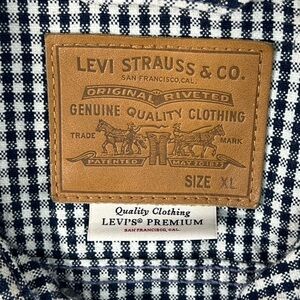 LEVI STRAUSS & CO.
SAN FRANCISCO, CAL.
ORIGINAL RIVETED
GENUINE QUALITY CLOTHING
TRADE MARK
PATENTED MAY 20 1873
SIZE XL
Quality Clothing
LEVI'S PREMIUM
SAN FRANCISCO, CAL.